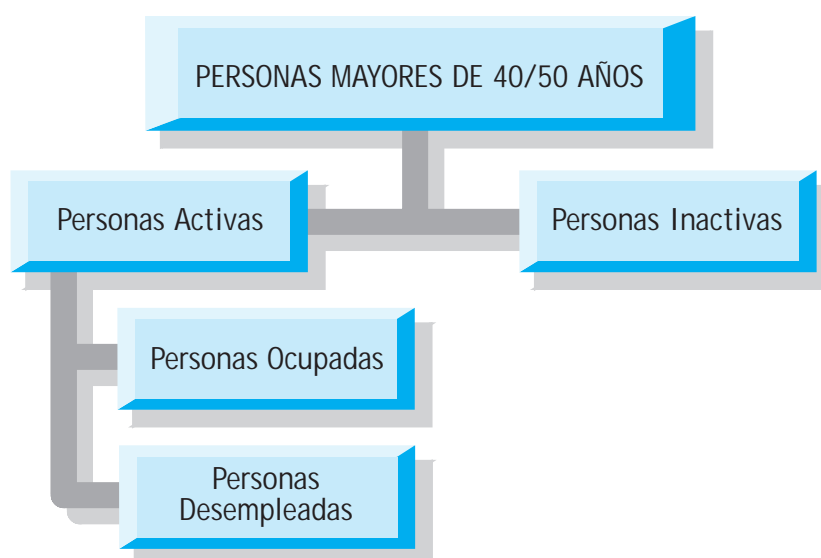 PERSONAS MAYORES DE 40/50 AÑOS
Personas Activas
Personas Inactivas
Personas Ocupadas
Personas
Desempleadas